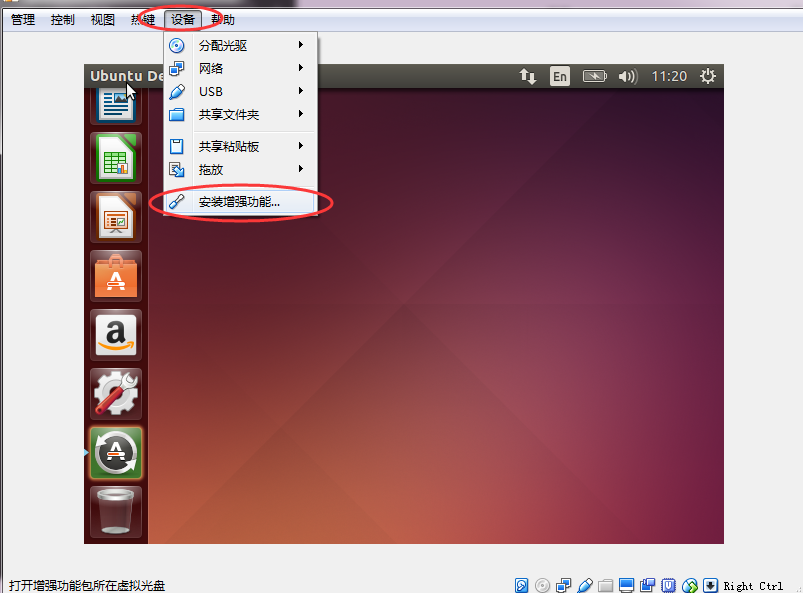 管理 控制 视图 热键 设备 帮助
分配光驱
网络
USB
共享文件夹
共享粘贴板
拖放
安装增强功能...
Ubuntu De
En
11:20
打开增强功能包所在虚拟光盘
Right Ctrl